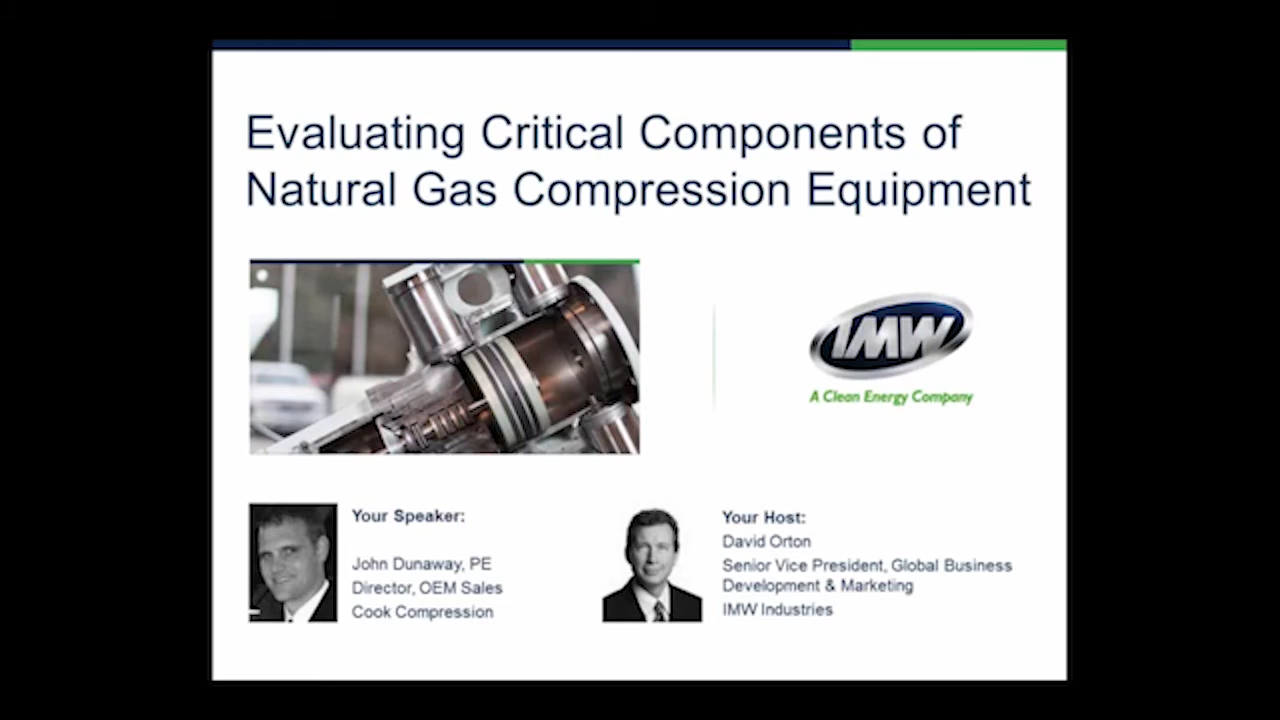 Evaluating Critical Components of
Natural Gas Compression Equipment
IMW
A Clean Energy Company
Your Speaker:
John Dunaway, PE
Director, OEM Sales
Cook Compression
Your Host:
David Orton
Senior Vice President, Global Business
Development & Marketing
IMW Industries